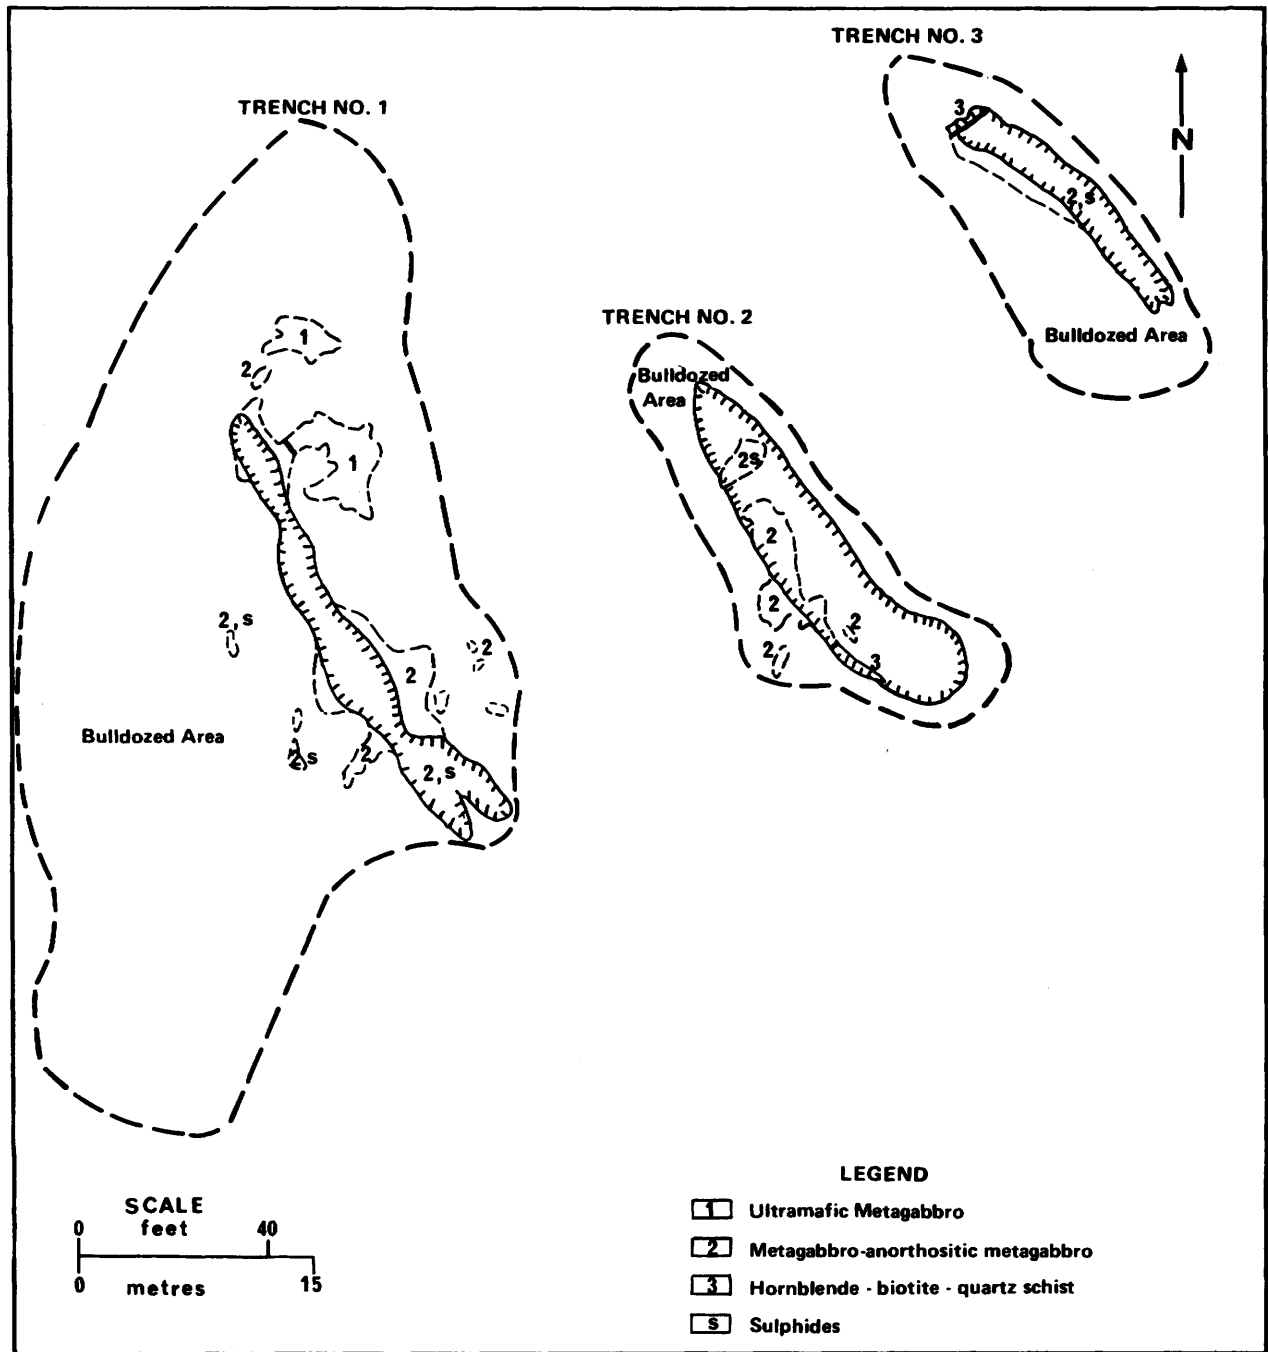 TRENCH NO. 3
3
N
2, s
Bulldozed Area
TRENCH NO. 1
1
2
1
2, s
2
2
Bulldozed Area
2, s
2
2, s
TRENCH NO. 2
Bulldozed
Area
2s
2
2
2
2
3
SCALE
feet
0 40
0 15
metres
LEGEND
1 Ultramafic Metagabbro
2 Metagabbro-anorthositic metagabbro
3 Hornblende - biotite - quartz schist
s Sulphides